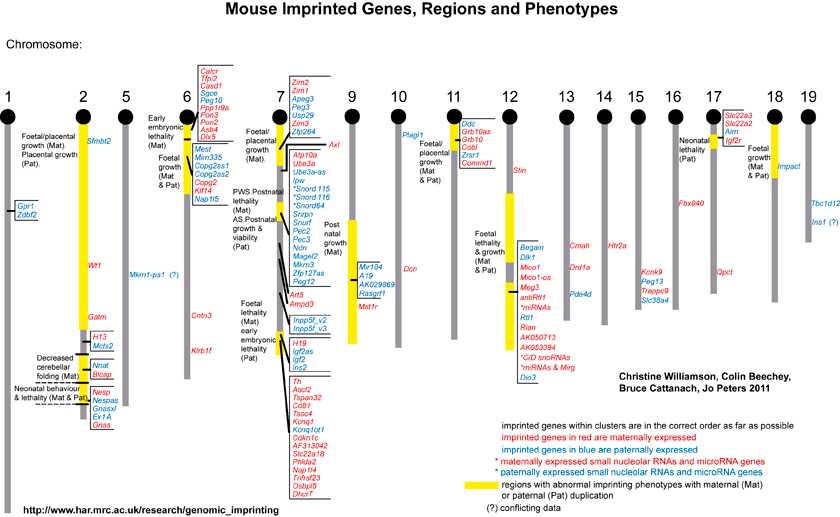 Mouse Imprinted Genes, Regions and Phenotypes
Chromosome:
1
2
5
6
7
9
10
11
12
13
14
15
16
17
18
19
Gpr1
Zdbf2
Foetal/placental
growth (Mat)
Placental growth
(Pat).
Sfmbt2
Wt1
Gatm
H13
Mcts2
Decreased
cerebellar
folding (Mat)
Nnat
Blcap
Neonatal behaviour
& lethality (Mat & Pat)
Nesp
Nespas
Gnasxl
Ex1A
Gnas
Mkrn1-ps1 (?)
Early
embryonic
lethality (Mat)
Calcr
Tfpi2
Casd1
Sgce
Peg10
Ppp1r9a
Pon3
Pon2
Asb4
Dlx5
Foetal
growth
(Mat
& Pat)
Mest
Mirn335
Copg2as1
Copg2as2
Copg2
Klf14
Nap1l5
Cntn3
Klrb1f
Foetal/
placental
growth
(Mat).
Zim2
Zim1
Apeg3
Peg3
Usp29
Zim3
Zfp264
Axl
PWS.Postnatal
lethality
(Mat)
AS.Postnatal
growth &
viability
(Pat)
Atp10a
Ube3a
Ube3a-as
Ipw
*Snord 115
*Snord 116
*Snord64
Snrpn
Snurf
Pec2
Pec3
Ndn
Magel2
Mkrn3
Zfp127as
Peg12
Art5
Ampd3
Inpp5f_v2
Inpp5f_v3
Foetal
lethality
(Mat)
early
embryonic
lethality
(Pat)
H19
Igf2as
Igf2
Ins2
Th
Ascl2
Tspan32
Cd81
Tssc4
Kcnq1
Kcnq1ot1
Cdkn1c
AF313042
Slc22a18
Phlda2
Nap1l4
Tnfrsf23
Osbpl5
Dhcr7
Post
natal
growth
(Mat)
Mir184
A19
AK029869
Rasgrf1
Mst1r
Plagl1
Dcn
Foetal/
placental
growth
(Mat
& Pat)
Ddc
Grb10as
Grb10
Cobl
Zrsr1
Commd1
Stin
Foetal
lethality
& growth
(Mat
& Pat)
Begain
Dlk1
Mico1
Mico1-os
Meg3
antiRtl1
*miRNAs
Rtl1
Rian
AK050713
AK053394
*C/D snoRNAs
*miRNAs & Mirg
Dio3
Cmah
Drd1a
Pde4d
Htr2a
Kcnk9
Peg13
Trappc9
Slc38a4
Fbx040
Neonatal
lethality
(Pat)
Slc22a3
Slc22a2
Airn
Igf2r
Qpct
Foetal
growth
(Mat
& Pat)
Impact
Tbc1d12
Ins1 (?)
Christine Williamson, Colin Beechey,
Bruce Cattanach, Jo Peters 2011
imprinted genes within clusters are in the correct order as far as possible
imprinted genes in red are maternally expressed
imprinted genes in blue are paternally expressed
* maternally expressed small nucleolar RNAs and microRNA genes
* paternally expressed small nucleolar RNAs and microRNA genes
regions with abnormal imprinting phenotypes with maternal (Mat)
or paternal (Pat) duplication
(?) conflicting data
http://www.har.mrc.ac.uk/research/genomic_imprinting